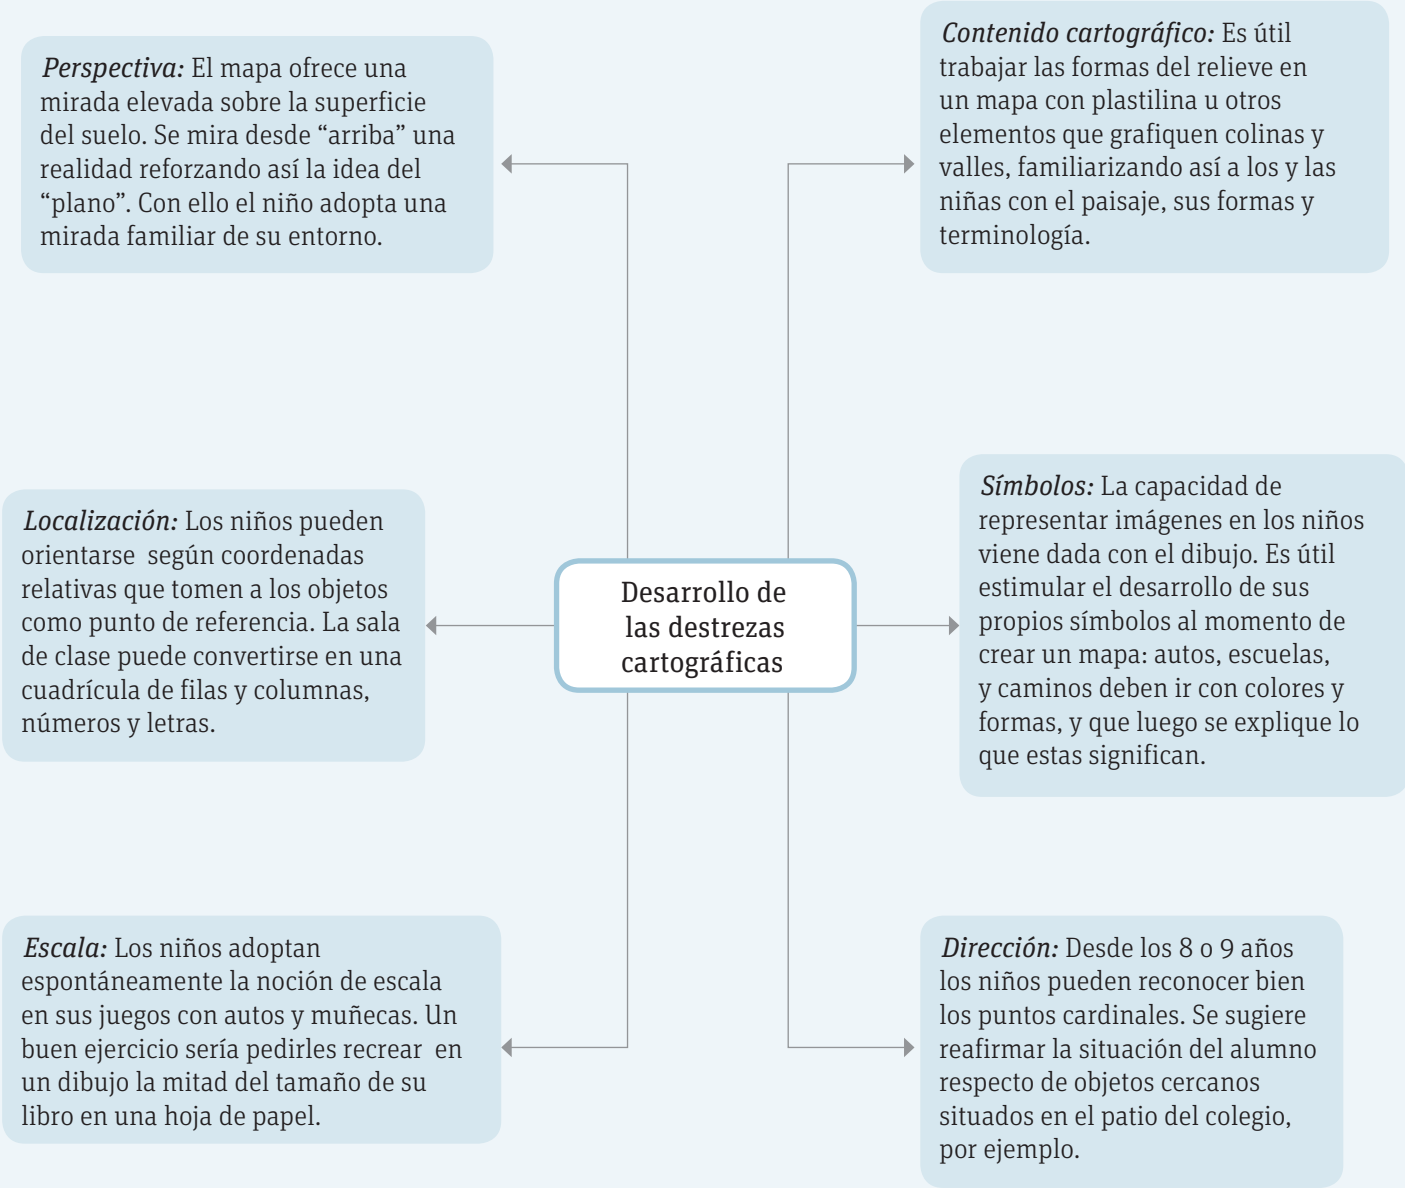 Perspectiva: El mapa ofrece una
mirada elevada sobre la superficie
del suelo. Se mira desde “arriba” una
realidad reforzando así la idea del
“plano”. Con ello el niño adopta una
mirada familiar de su entorno.
Contenido cartográfico: Es útil
trabajar las formas del relieve en
un mapa con plastilina u otros
elementos que grafiquen colinas y
valles, familiarizando así a los y las
niñas con el paisaje, sus formas y
terminología.
Localización: Los niños pueden
orientarse según coordenadas
relativas que tomen a los objetos
como punto de referencia. La sala
de clase puede convertirse en una
cuadrícula de filas y columnas,
números y letras.
Desarrollo de
las destrezas
cartográficas
Símbolos: La capacidad de
representar imágenes en los niños
viene dada con el dibujo. Es útil
estimular el desarrollo de sus
propios símbolos al momento de
crear un mapa: autos, escuelas,
y caminos deben ir con colores y
formas, y que luego se explique lo
que estas significan.
Escala: Los niños adoptan
espontáneamente la noción de escala
en sus juegos con autos y muñecas. Un
buen ejercicio sería pedirles recrear en
un dibujo la mitad del tamaño de su
libro en una hoja de papel.
Dirección: Desde los 8 o 9 años
los niños pueden reconocer bien
los puntos cardinales. Se sugiere
reafirmar la situación del alumno
respecto de objetos cercanos
situados en el patio del colegio,
por ejemplo.